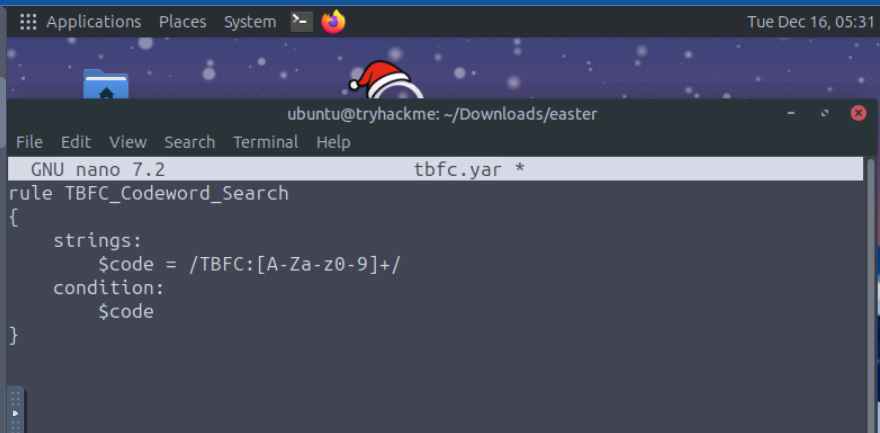 Applications Places System Tue Dec 16, 05:31
ubuntu@tryhackme: ~/Downloads/easter
File Edit View Search Terminal Help
GNU nano 7.2 tbfc.yar *
rule TBFC_Codeword_Search
{
    strings:
        $code = /TBFC:[A-Za-z0-9]+/
    condition:
        $code
}